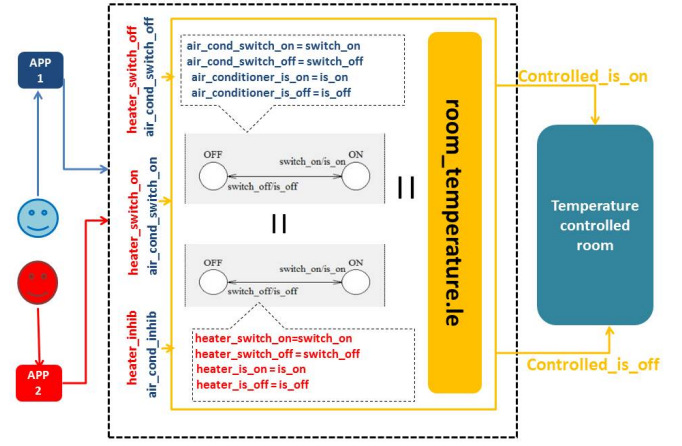 APP
1
heater_switch_off
air_cond_switch_off
air_cond_switch_on = switch_on
air_cond_switch_off = switch_off
air_conditioner_is_on = is_on
air_conditioner_is_off = is_off
OFF
ON
switch_on/is_on
switch_off/is_off
=
heater_switch_on
air_cond_switch_on
OFF
ON
switch_on/is_on
switch_off/is_off
heater_inhib
air_cond_inhib
heater_switch_on=switch_on
heater_switch_off = switch_off
heater_is_on = is_on
heater_is_off = is_off
=
room_temperature.le
Controlled_is_on
Temperature
controlled
room
Controlled_is_off
APP
2